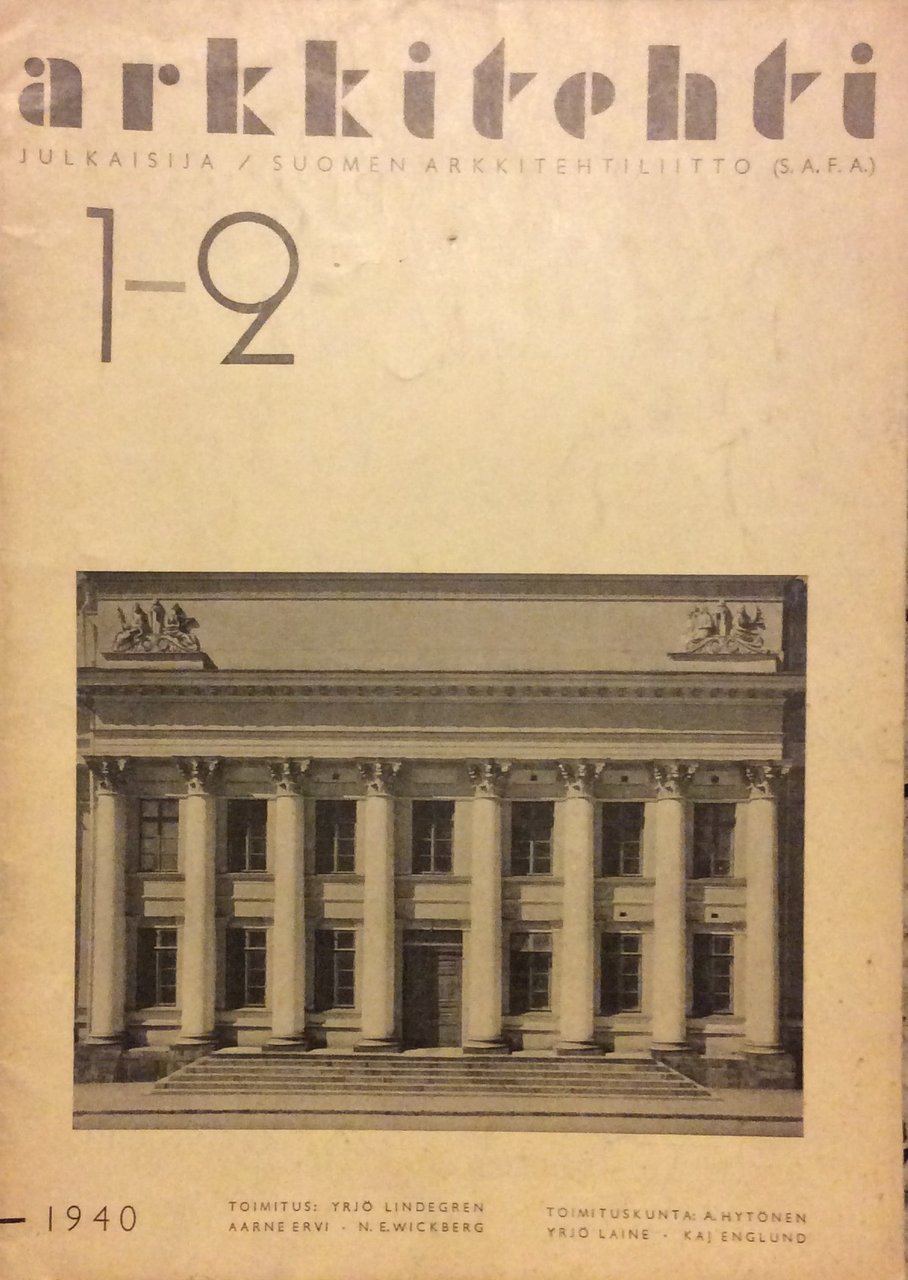 arkkitehti
JULKAISIJA / SUOMEN ARKKITEHTILIITTO (S.A.F.A.)
1-2
– 1940
TOIMITUS: YRJÖ LINDEGREN
AARNE ERVI - N. E. WICKBERG
TOIMITUSKUNTA: A. HYTÖNEN
YRJÖ LAINE - KAJ ENGLUND